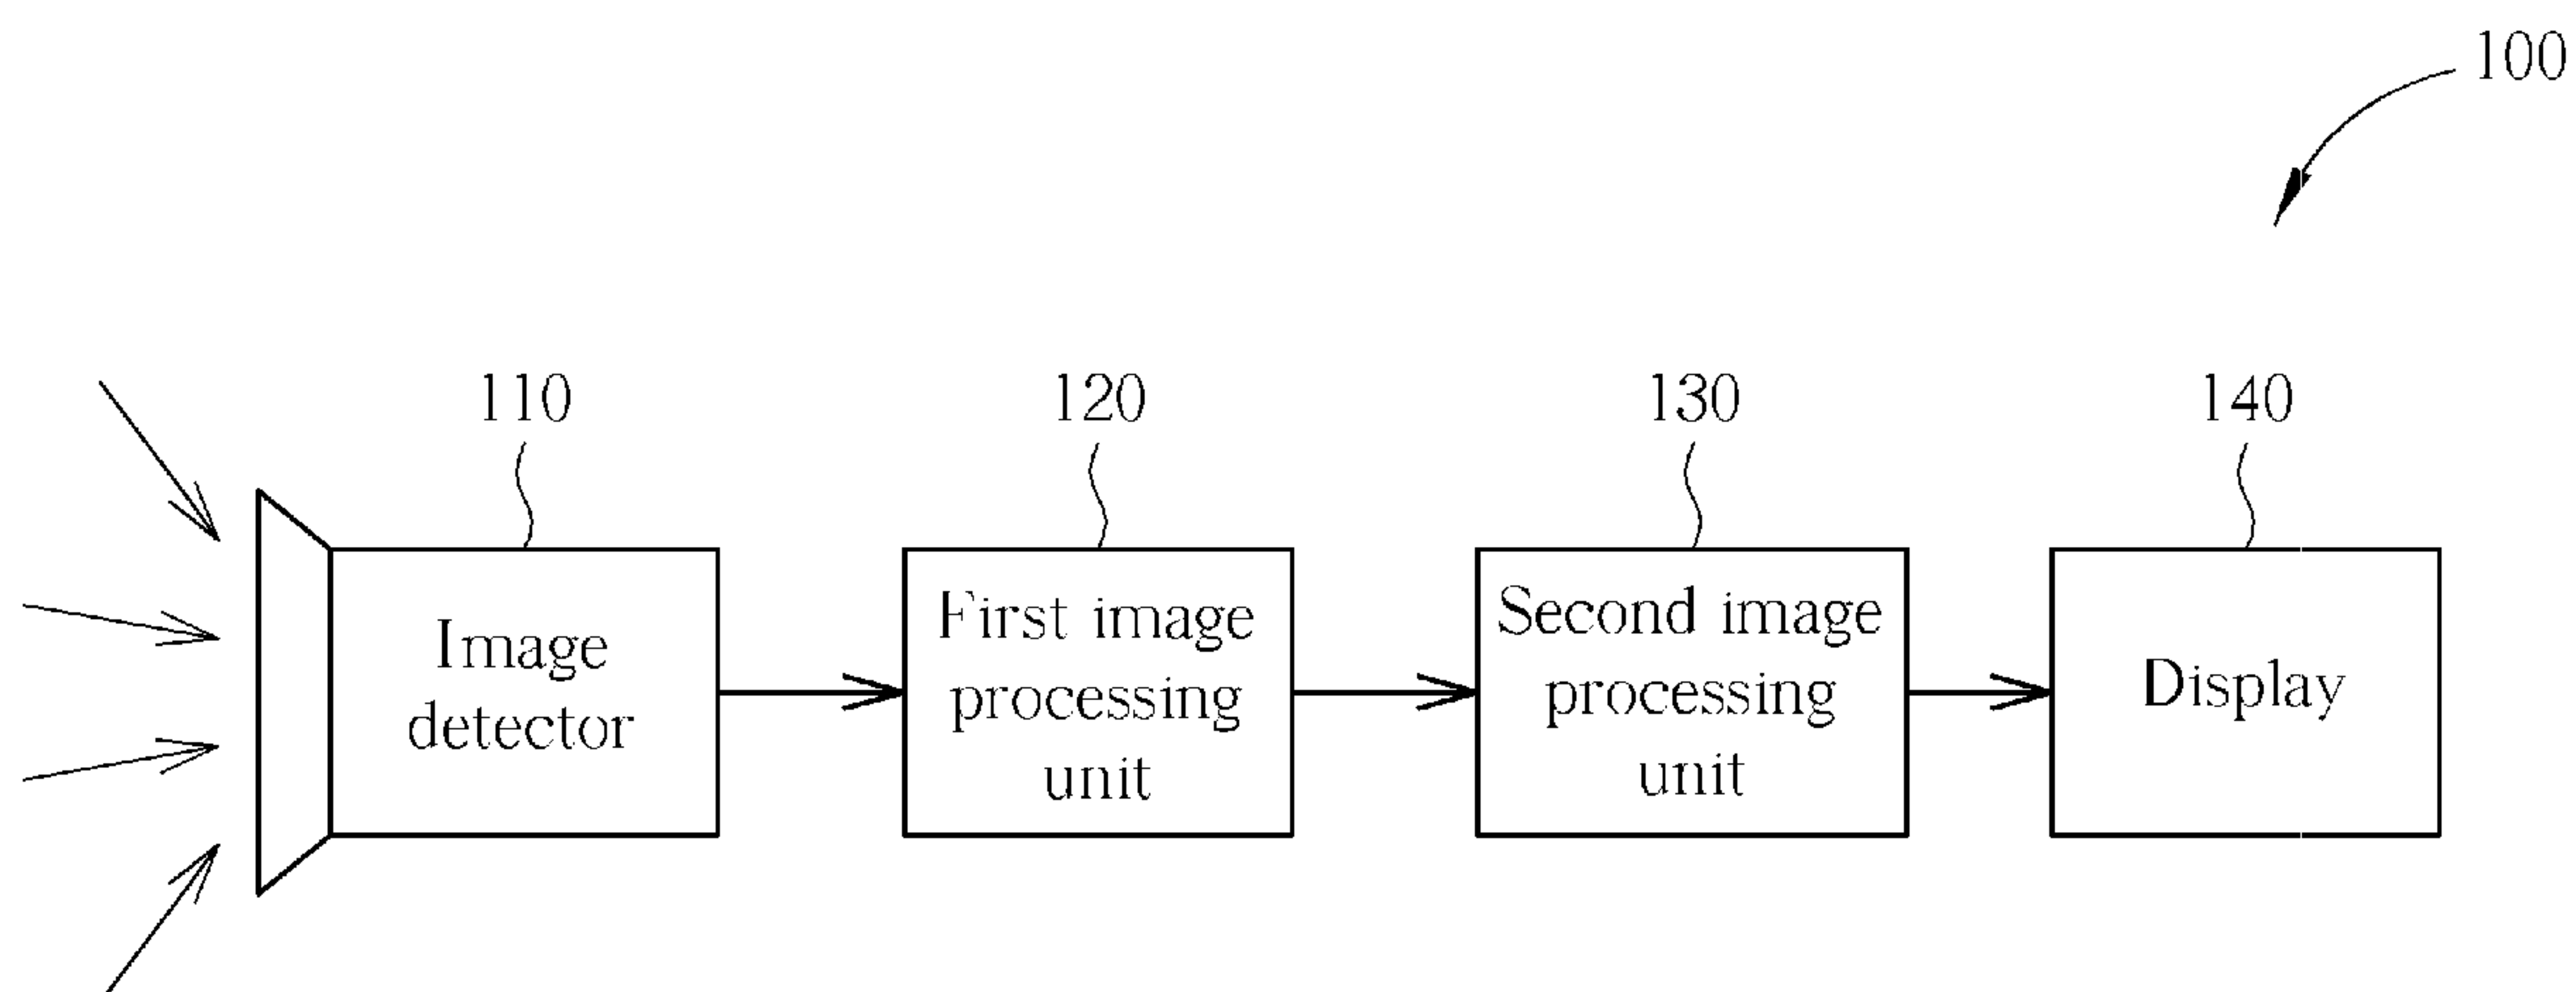 100
110
120
130
140
Image
detector
First image
processing
unit
Second image
processing
unit
Display